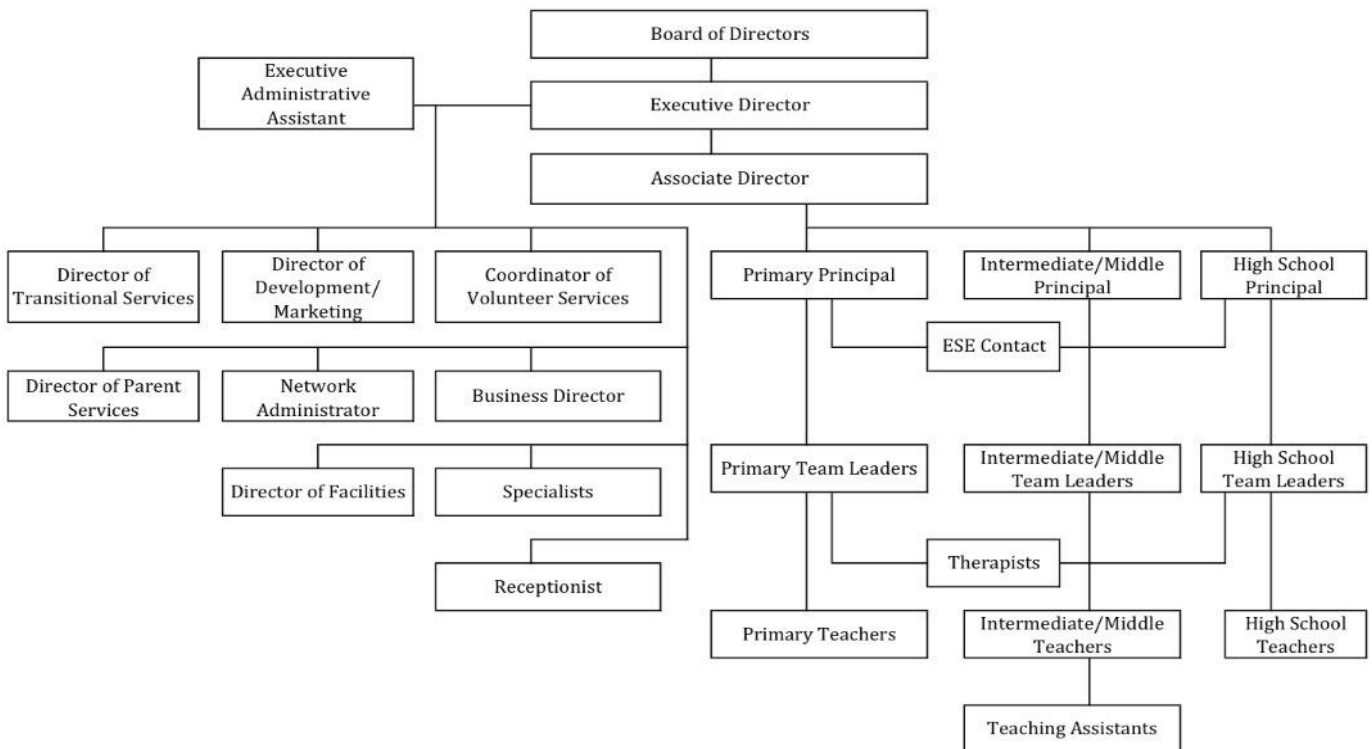 Board of Directors
Executive
Administrative
Assistant
Executive Director
Associate Director
Director of
Transitional Services
Director of
Development/
Marketing
Coordinator of
Volunteer Services
Primary Principal
Intermediate/Middle
Principal
High School
Principal
ESE Contact
Director of Parent
Services
Network
Administrator
Business Director
Primary Team Leaders
Intermediate/Middle
Team Leaders
High School
Team Leaders
Director of Facilities
Specialists
Therapists
Receptionist
Primary Teachers
Intermediate/Middle
Teachers
High School
Teachers
Teaching Assistants